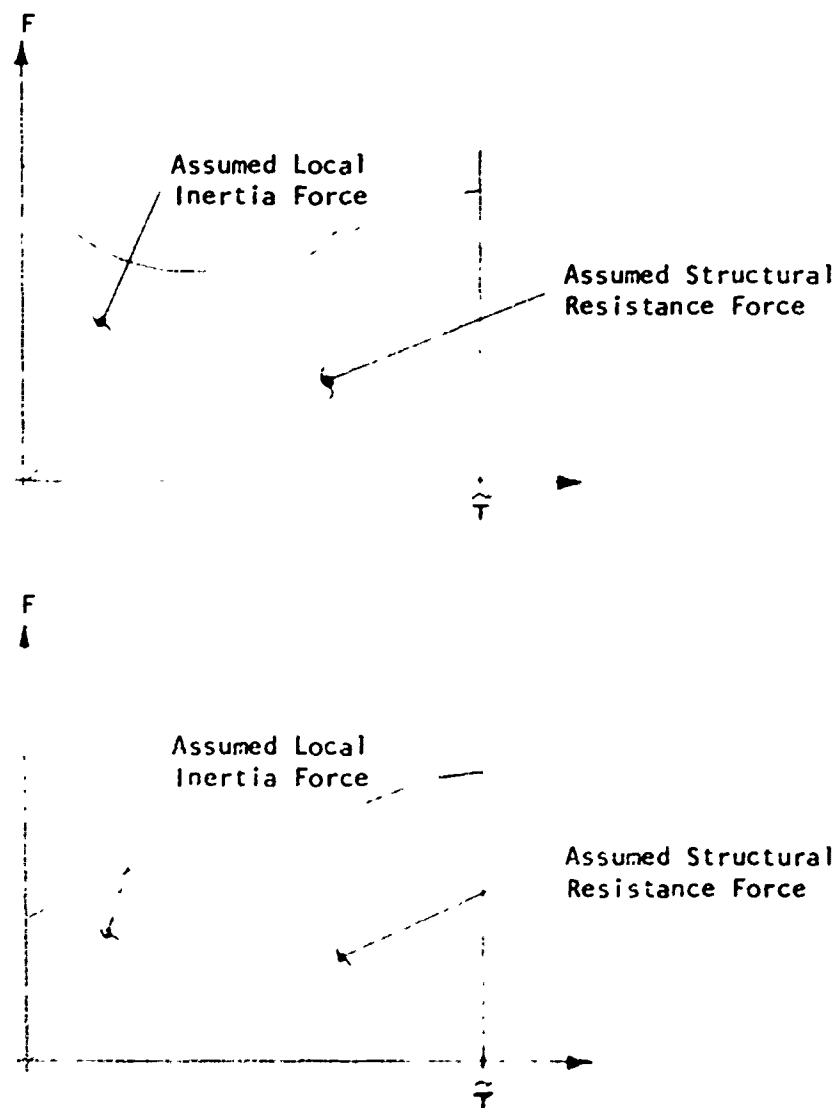 F
Assumed Local
Inertia Force
Assumed Structural
Resistance Force
T̃
F
Assumed Local
Inertia Force
Assumed Structural
Resistance Force
T̃